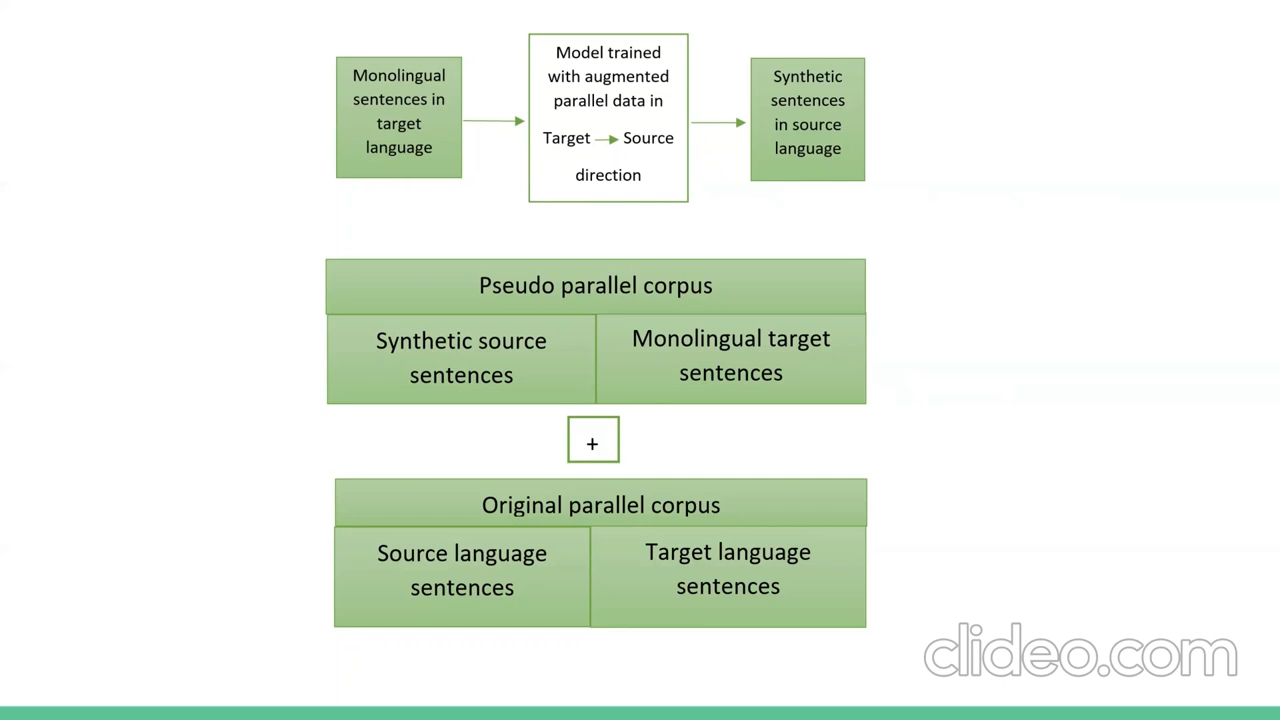 Monolingual
sentences in
target
language
Model trained
with augmented
parallel data in
Target Source
direction
Synthetic
sentences
in source
language
Pseudo parallel corpus
Synthetic source
sentences
Monolingual target
sentences
+
Original parallel corpus
Source language
sentences
Target language
sentences
clideo.com